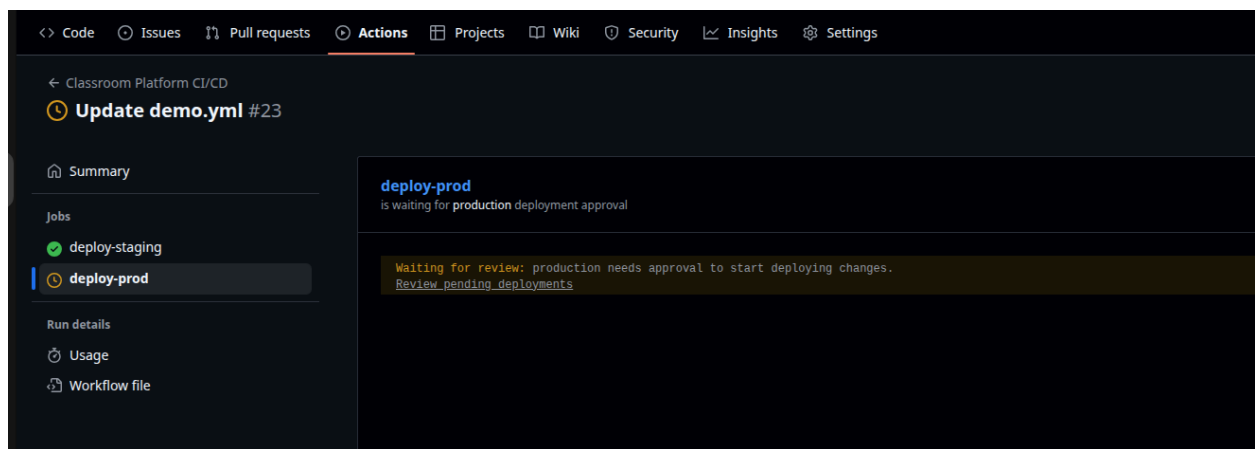 Code Issues Pull requests Actions Projects Wiki Security Insights Settings
Classroom Platform CI/CD
Update demo.yml #23
Summary
Jobs
deploy-staging
deploy-prod
Run details
Usage
Workflow file
deploy-prod
is waiting for production deployment approval
Waiting for review: production needs approval to start deploying changes.
Review pending deployments